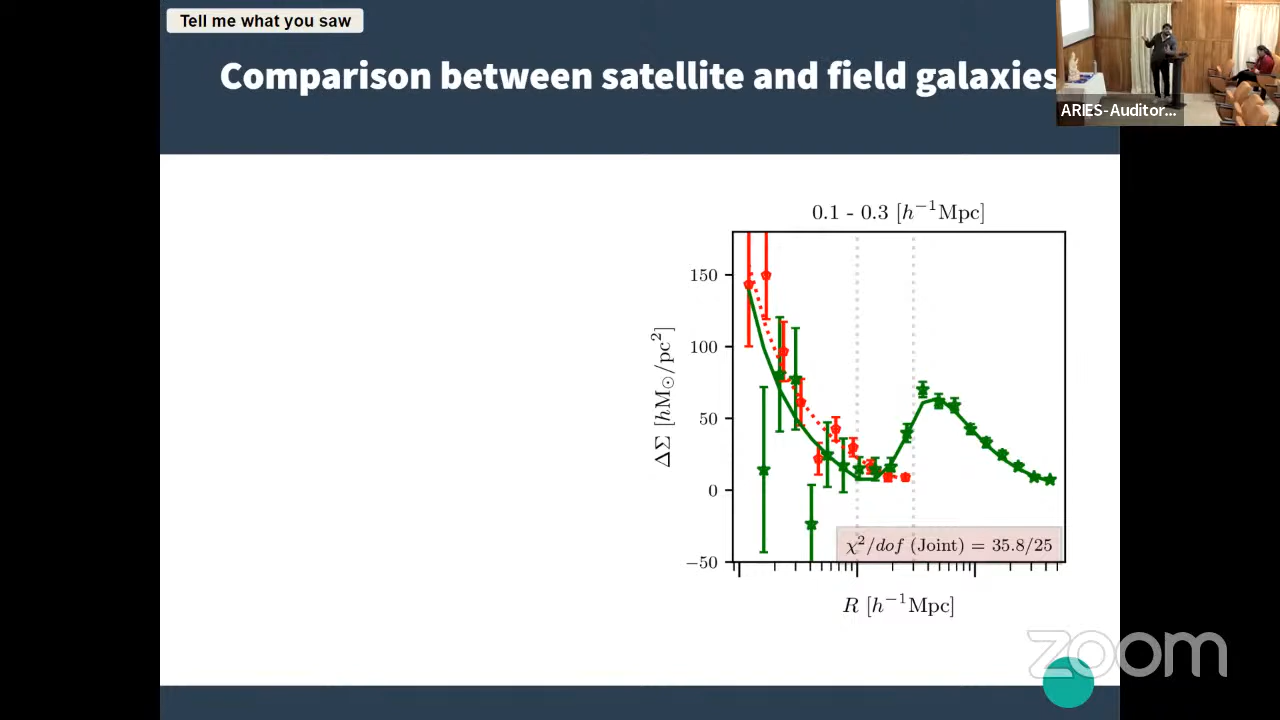 Tell me what you saw
Comparison between satellite and field galaxies
ARIES-Auditor...
0.1 - 0.3 [h⁻¹Mpc]
150
100
50
0
−50
ΔΣ [hM☉/pc²]
χ²/dof (Joint) = 35.8/25
R [h⁻¹Mpc]
zoom